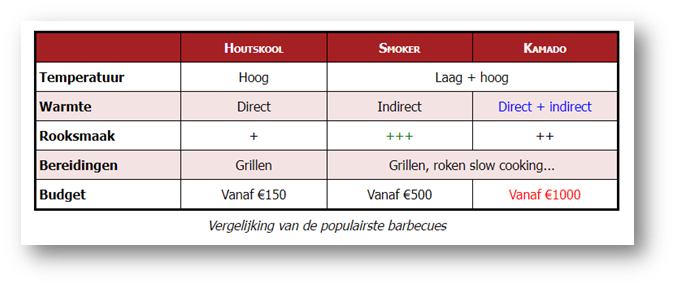 HOUTSKOOL SMOKER KAMADO
Temperatuur Hoog Laag + hoog
Warmte Direct Indirect Direct + indirect
Rooksmaak + +++ ++
Bereidingen Grillen Grillen, roken slow cooking...
Budget Vanaf €150 Vanaf €500 Vanaf €1000
Vergelijking van de populairste barbecues